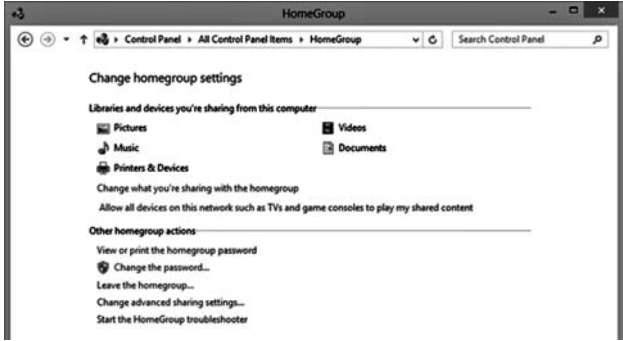 HomeGroup
Control Panel All Control Panel Items HomeGroup Search Control Panel
Change homegroup settings
Libraries and devices you're sharing from this computer
Pictures Videos
Music Documents
Printers & Devices
Change what you're sharing with the homegroup
Allow all devices on this network such as TVs and game consoles to play my shared content
Other homegroup actions
View or print the homegroup password
Change the password...
Leave the homegroup...
Change advanced sharing settings...
Start the HomeGroup troubleshooter